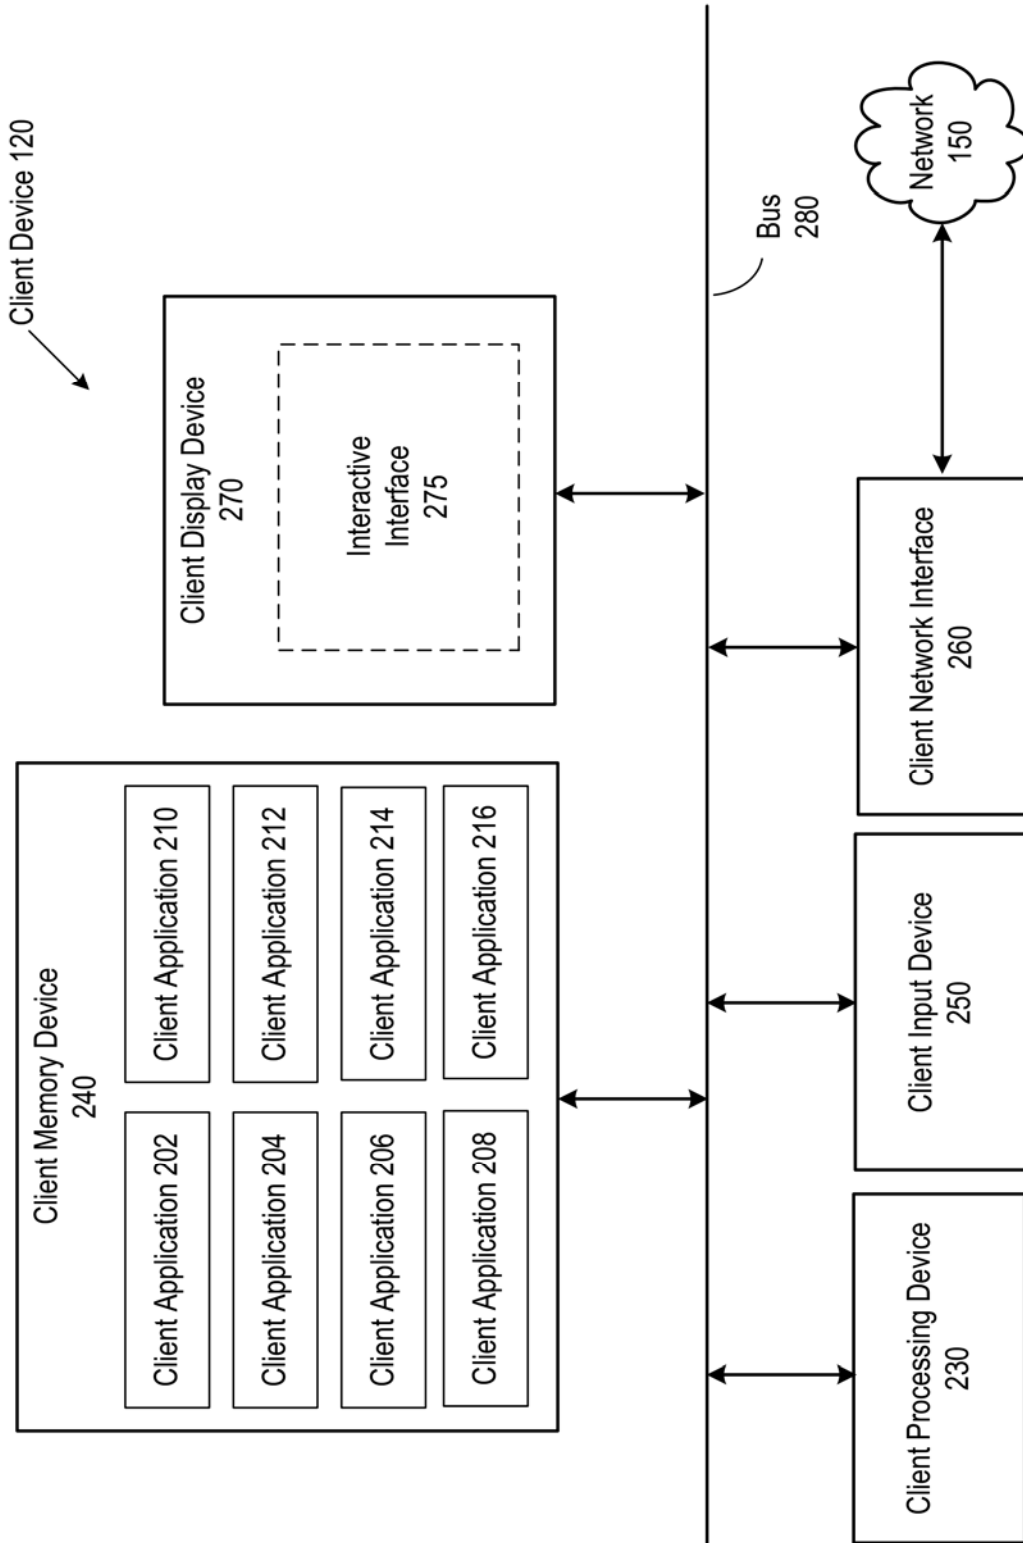 Client Device 120
Client Memory Device
240
Client Application 202
Client Application 210
Client Application 204
Client Application 212
Client Application 206
Client Application 214
Client Application 208
Client Application 216
Client Display Device
270
Interactive
Interface
275
Bus
280
Client Processing Device
230
Client Input Device
250
Client Network Interface
260
Network
150